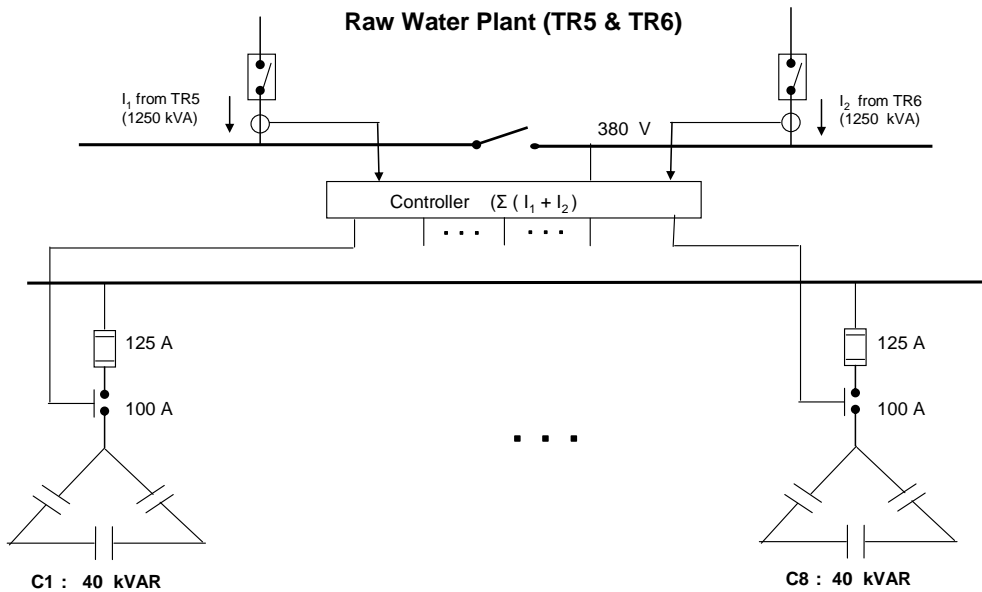 Raw Water Plant (TR5 & TR6)
I1 from TR5
(1250 kVA)
I2 from TR6
(1250 kVA)
380 V
Controller (Σ ( I1 + I2 )
. . . . . .
125 A
125 A
100 A
100 A
. . .
C1 : 40 kVAR
C8 : 40 kVAR